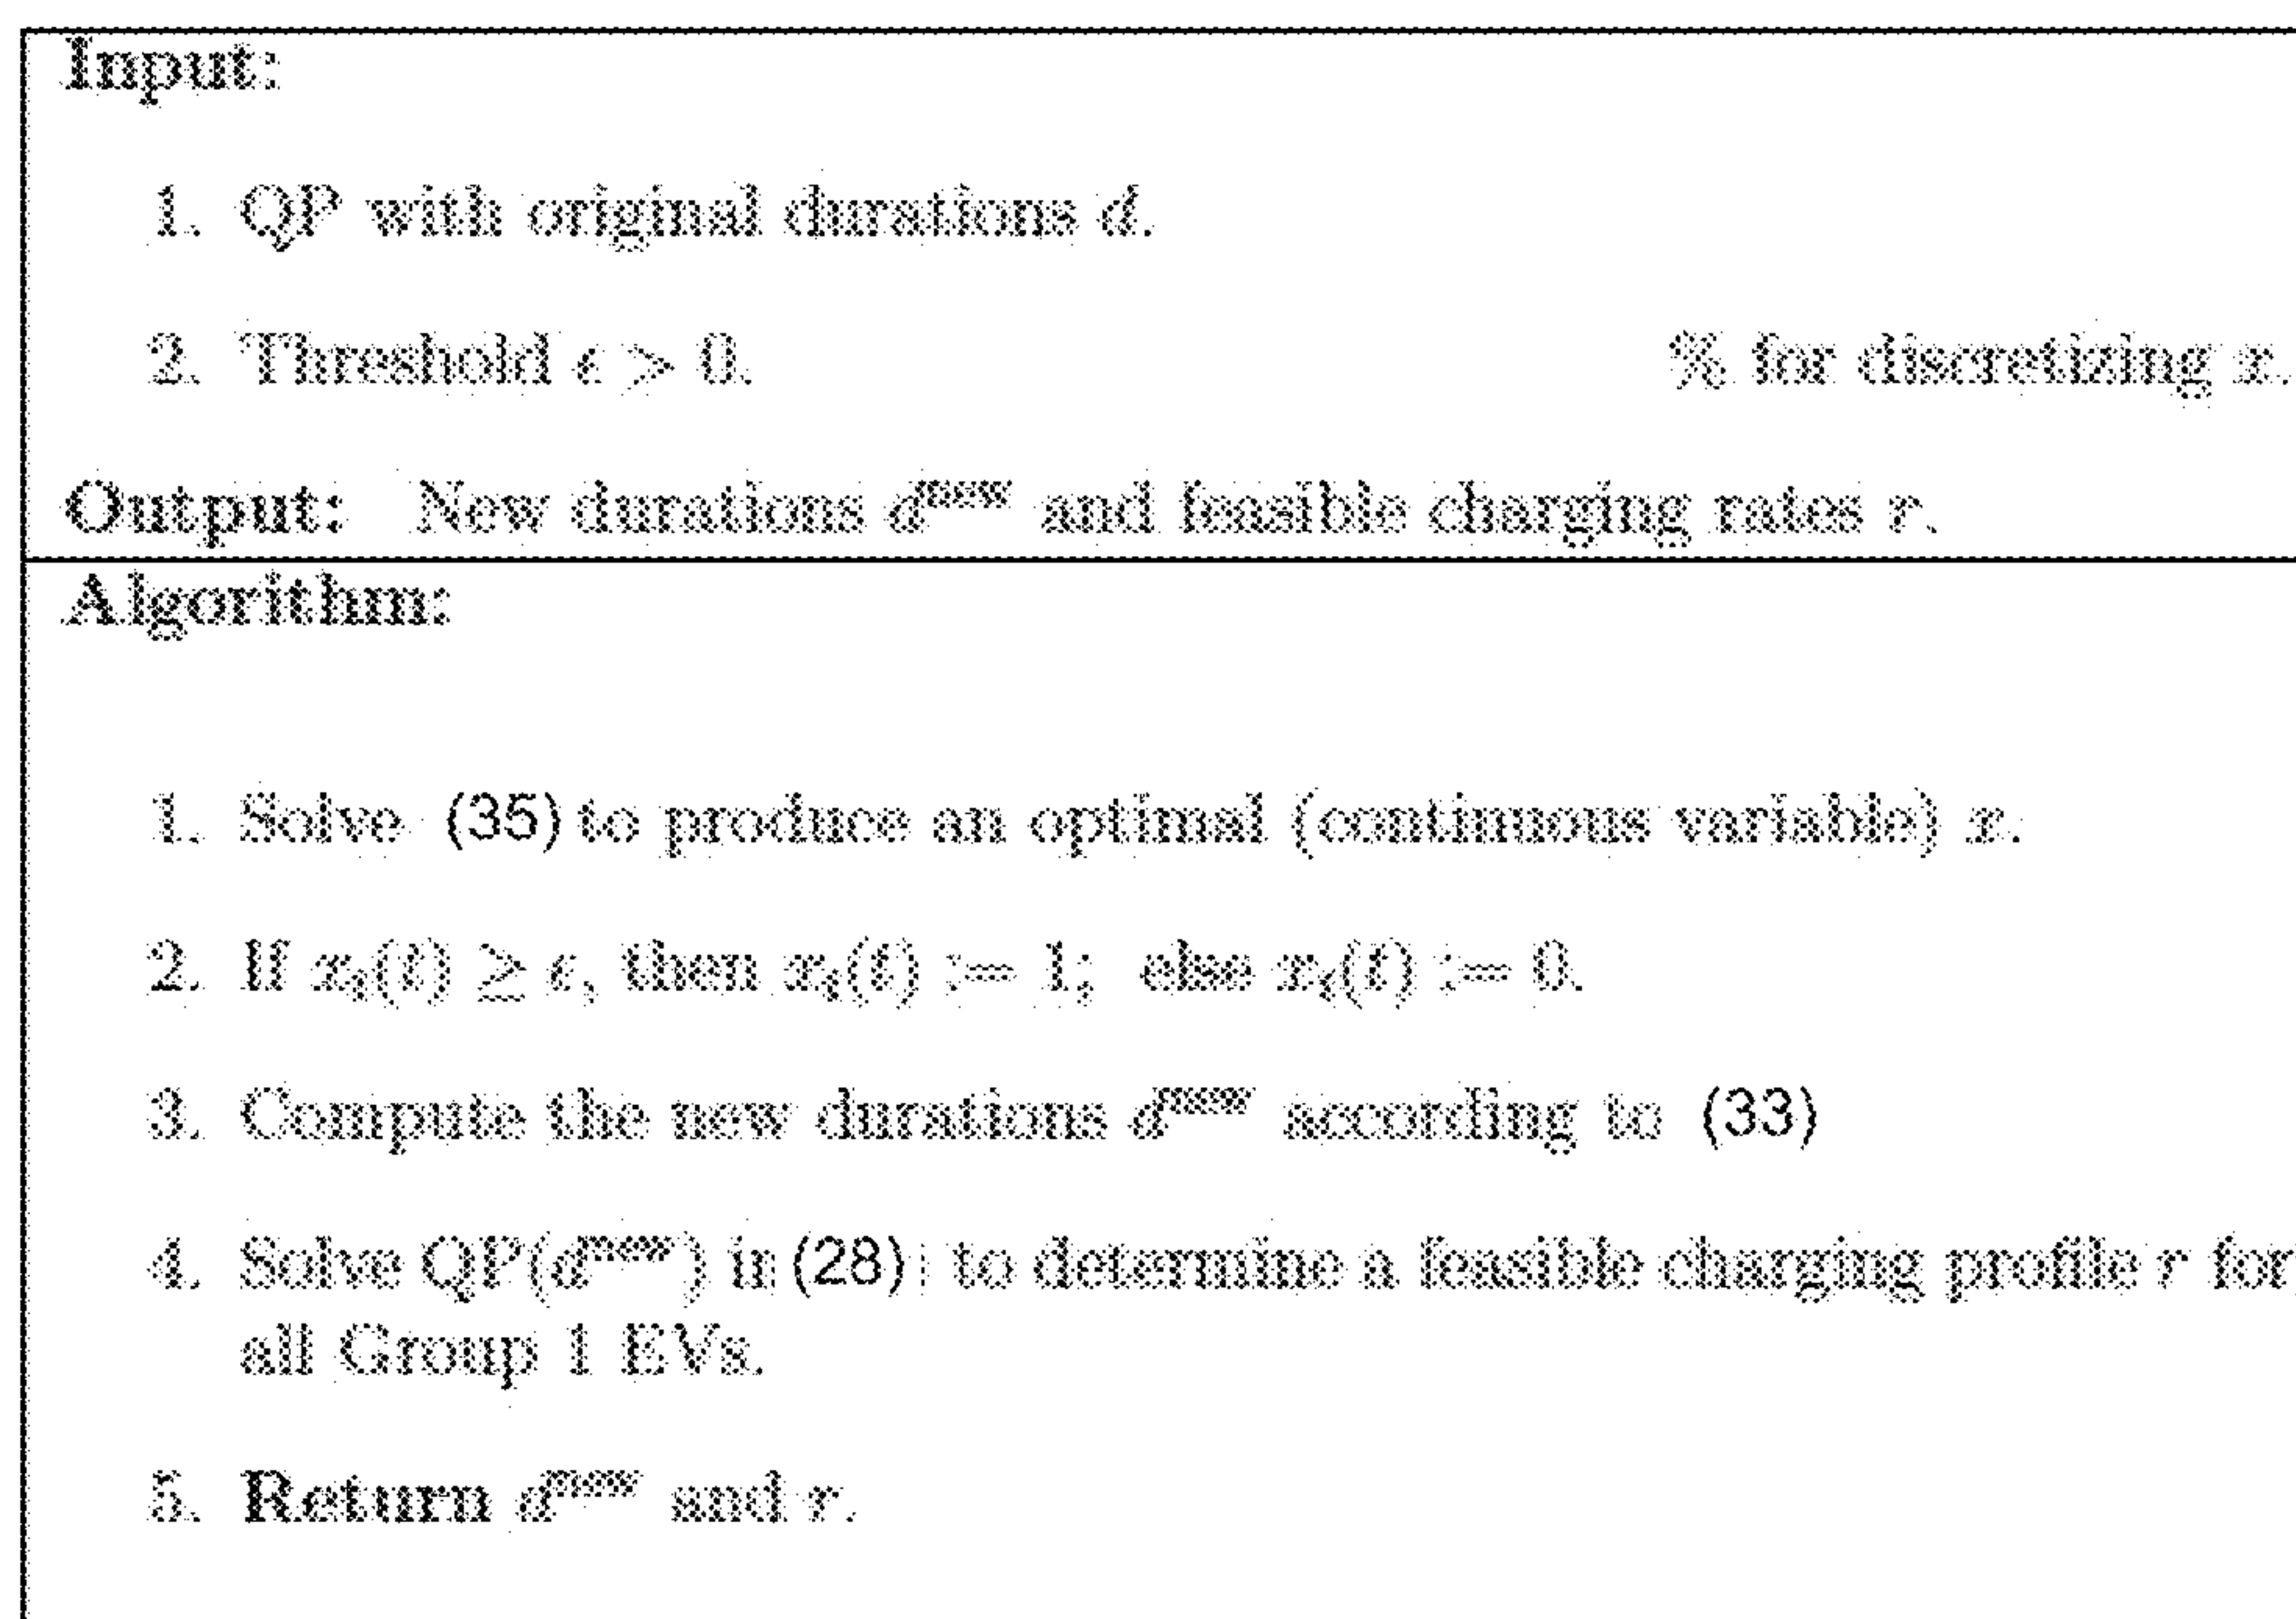 Input:
1. QP with original durations d.
2. Threshold ϵ > 0. % for discretizing x.
Output: New durations d^new and feasible charging rates r.
Algorithm:
1. Solve (35) to produce an optimal (continuous variable) x.
2. If x_i(t) ≥ ϵ, then x_i(t) := 1; else x_i(t) := 0.
3. Compute the new durations d^new according to (33)
4. Solve QP(d^new) in (28) to determine a feasible charging profile r for
all Group 1 EVs.
5. Return d^new and r.